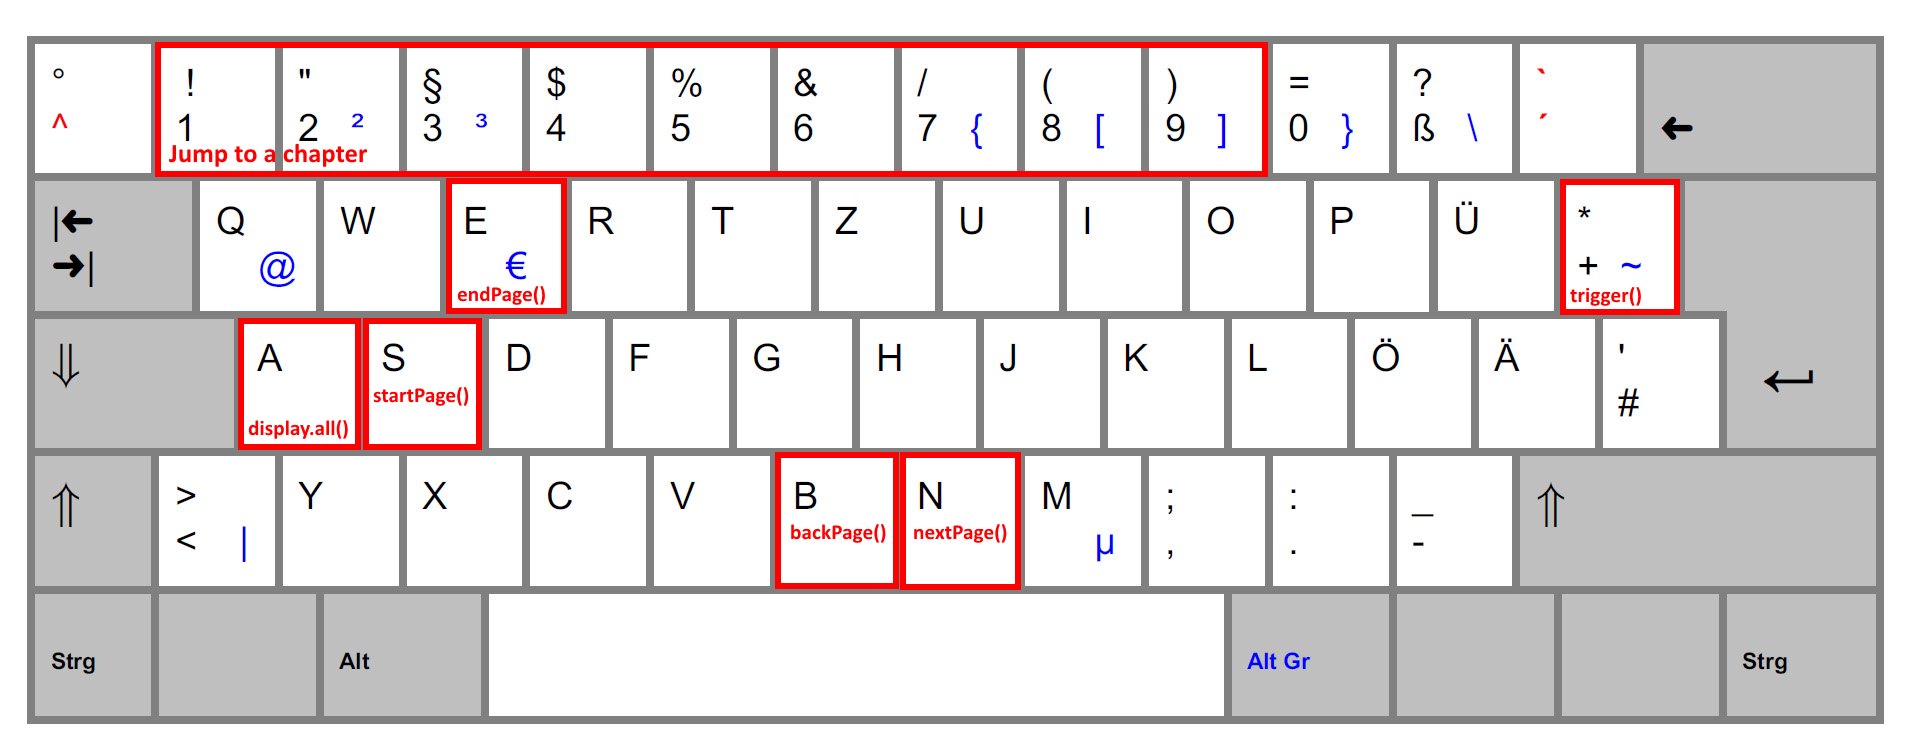 ° ! " § $ % & / ( ) = ? `
^ 1 2 ² 3 ³ 4 5 6 7 { 8 [ 9 ] 0 } ß \ ´ ←
Jump to a chapter
|← Q W E R T Z U I O P Ü *
→| @ € + ~
endPage() trigger()
A S D F G H J K L Ö Ä '
startPage() #
display.all()
> Y X C V B N M ; : _
backPage() nextPage()
< | µ , . -
Strg Alt Alt Gr Strg